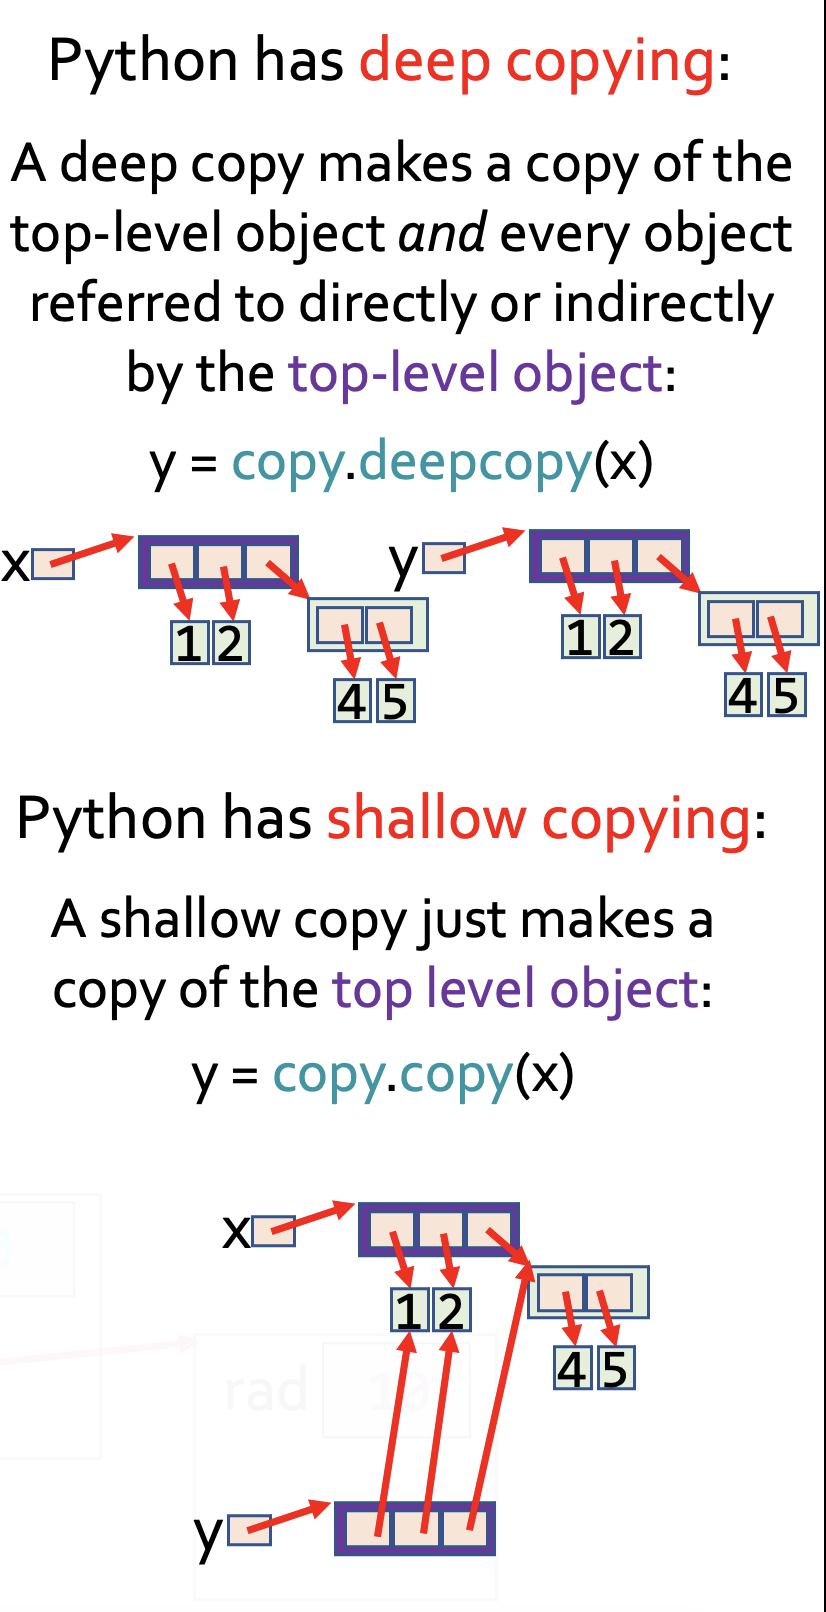 Python has deep copying:
A deep copy makes a copy of the
top-level object and every object
referred to directly or indirectly
by the top-level object:
y = copy.deepcopy(x)
x y
1 2 1 2
4 5 4 5
Python has shallow copying:
A shallow copy just makes a
copy of the top level object:
y = copy.copy(x)
x
1 2
4 5
rad 10
y